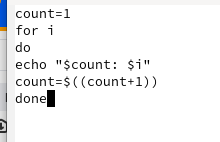 count=1
for i
do
echo "$count: $i"
count=$((count+1))
done